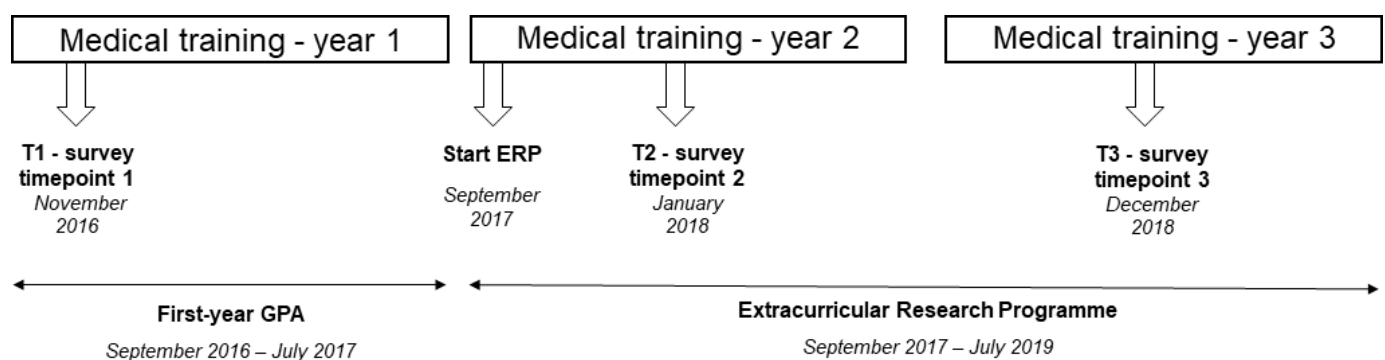 Medical training - year 1
Medical training - year 2
Medical training - year 3
T1 - survey
timepoint 1
November
2016
Start ERP
September
2017
T2 - survey
timepoint 2
January
2018
T3 - survey
timepoint 3
December
2018
First-year GPA
September 2016 – July 2017
Extracurricular Research Programme
September 2017 – July 2019